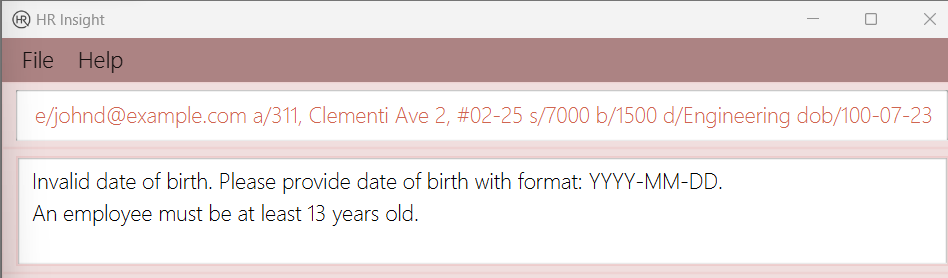 HR HR Insight
File Help
e/johnd@example.com a/311, Clementi Ave 2, #02-25 s/7000 b/1500 d/Engineering dob/100-07-23
Invalid date of birth. Please provide date of birth with format: YYYY-MM-DD.
An employee must be at least 13 years old.